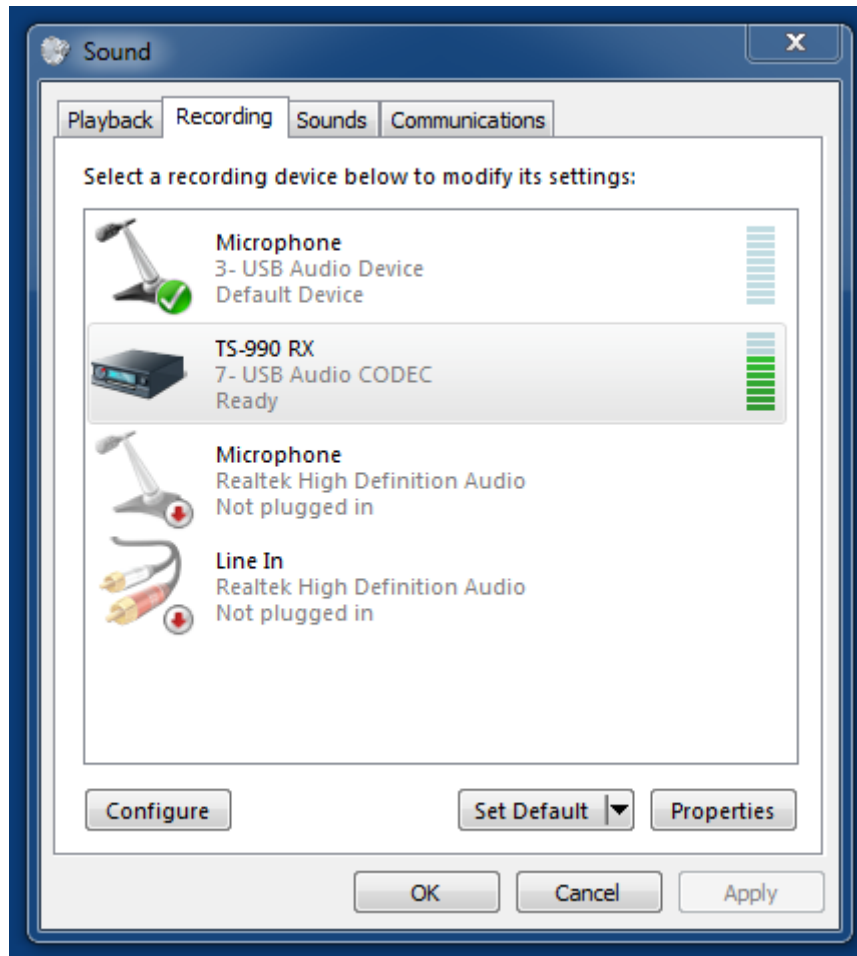 Sound
Playback Recording Sounds Communications
Select a recording device below to modify its settings:
Microphone
3- USB Audio Device
Default Device
TS-990 RX
7- USB Audio CODEC
Ready
Microphone
Realtek High Definition Audio
Not plugged in
Line In
Realtek High Definition Audio
Not plugged in
Configure Set Default Properties
OK Cancel Apply